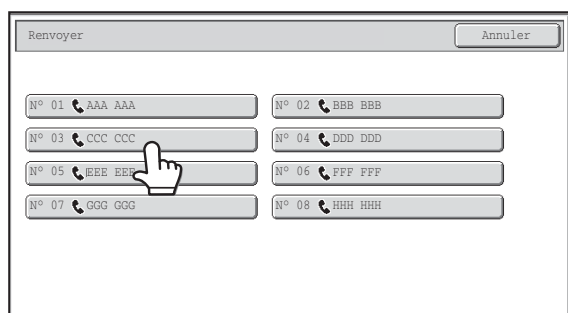 Renvoyer Annuler
N° 01 AAA AAA N° 02 BBB BBB
N° 03 CCC CCC N° 04 DDD DDD
N° 05 EEE EEE N° 06 FFF FFF
N° 07 GGG GGG N° 08 HHH HHH